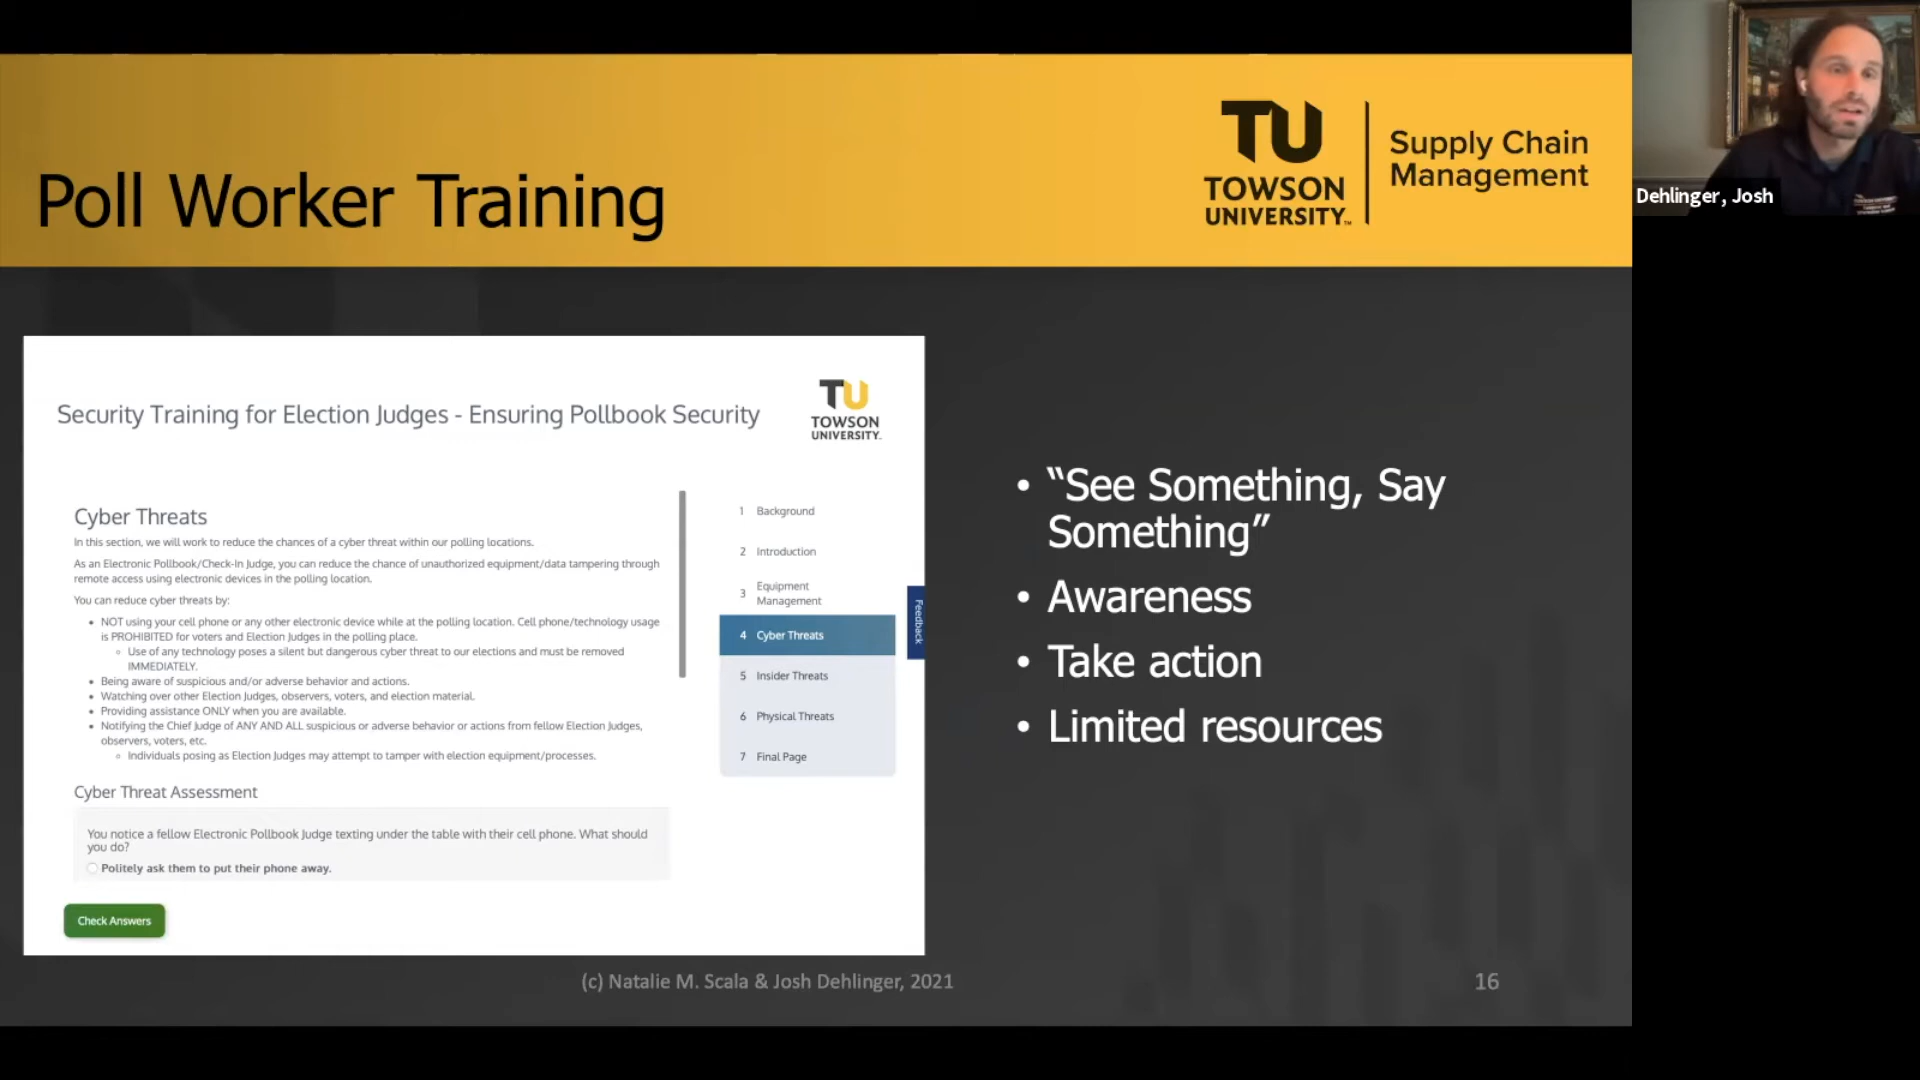 Poll Worker Training
TU
TOWSON
UNIVERSITY™
Supply Chain
Management
Dehlinger, Josh
Security Training for Election Judges - Ensuring Pollbook Security
TU
TOWSON
UNIVERSITY.
Cyber Threats
In this section, we will work to reduce the chances of a cyber threat within our polling locations.
As an Electronic Pollbook/Check-In Judge, you can reduce the chance of unauthorized equipment/data tampering through
remote access using electronic devices in the polling location.
You can reduce cyber threats by:
• NOT using your cell phone or any other electronic device while at the polling location. Cell phone/technology usage
is PROHIBITED for voters and Election Judges in the polling place.
◦ Use of any technology poses a silent but dangerous cyber threat to our elections and must be removed
IMMEDIATELY.
• Being aware of suspicious and/or adverse behavior and actions.
• Watching over other Election Judges, observers, voters, and election material.
• Providing assistance ONLY when you are available.
• Notifying the Chief Judge of ANY AND ALL suspicious or adverse behavior or actions from fellow Election Judges,
observers, voters, etc.
◦ Individuals posing as Election Judges may attempt to tamper with election equipment/processes.
Cyber Threat Assessment
You notice a fellow Electronic Pollbook Judge texting under the table with their cell phone. What should
you do?
Politely ask them to put their phone away.
Check Answers
1 Background
2 Introduction
3 Equipment
Management
4 Cyber Threats
5 Insider Threats
6 Physical Threats
7 Final Page
Feedback
• “See Something, Say
Something”
• Awareness
• Take action
• Limited resources
(c) Natalie M. Scala & Josh Dehlinger, 2021
16